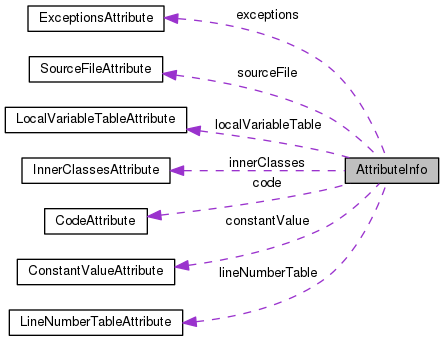 ExceptionsAttribute
exceptions
SourceFileAttribute
sourceFile
LocalVariableTableAttribute
localVariableTable
InnerClassesAttribute
innerClasses
AttributeInfo
code
CodeAttribute
constantValue
ConstantValueAttribute
lineNumberTable
LineNumberTableAttribute